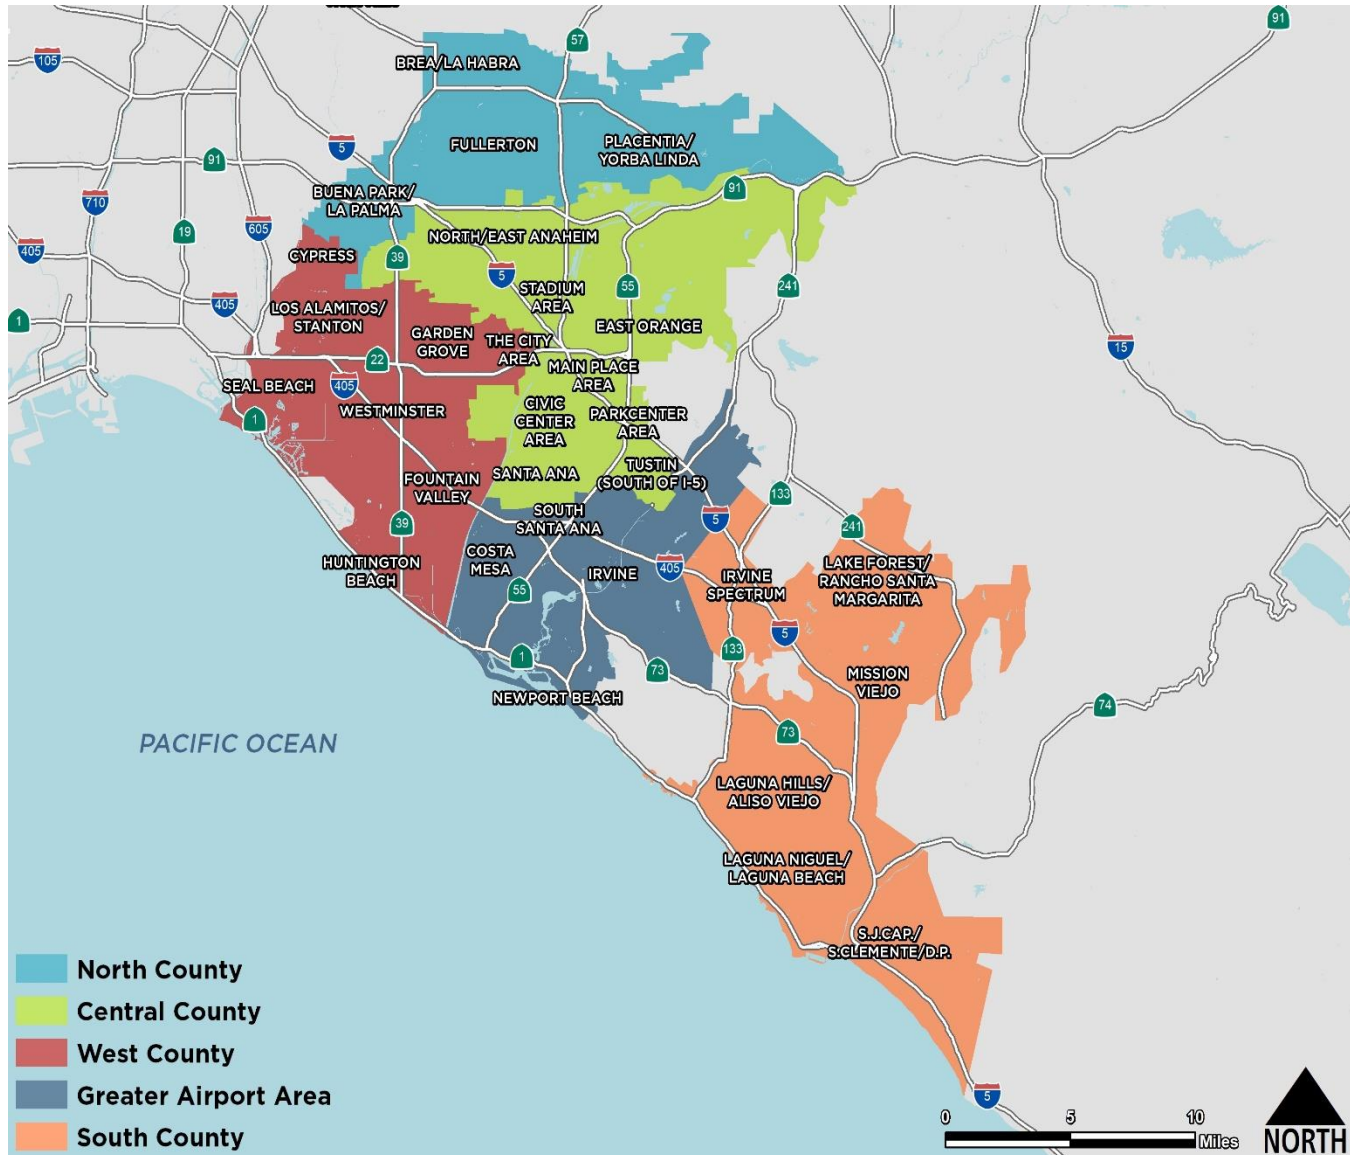 91
57
105
BREA/LA HABRA
5
FULLERTON
PLACENTIA/
YORBA LINDA
91
91
710
BUENA PARK/
LA PALMA
19
605
405
CYPRESS
39
NORTH/EAST ANAHEIM
5
STADIUM
AREA
55
241
405
1
LOS ALAMITOS/
STANTON
EAST ORANGE
GARDEN
GROVE
THE CITY
AREA
15
22
MAIN PLACE
AREA
SEAL BEACH
405
1
WESTMINSTER
CIVIC
CENTER
AREA
PARKCENTER
AREA
FOUNTAIN
VALLEY
SANTA ANA
TUSTIN
(SOUTH OF I-5)
133
39
SOUTH
SANTA ANA
5
241
HUNTINGTON
BEACH
COSTA
MESA
55
IRVINE
405
IRVINE
SPECTRUM
LAKE FOREST/
RANCHO SANTA
MARGARITA
5
1
133
73
MISSION
VIEJO
NEWPORT BEACH
74
PACIFIC OCEAN
73
LAGUNA HILLS/
ALISO VIEJO
LAGUNA NIGUEL/
LAGUNA BEACH
S.J.CAP./
S.CLEMENTE/D.P.
North County
Central County
West County
Greater Airport Area
South County
5
0 5 10
Miles
NORTH